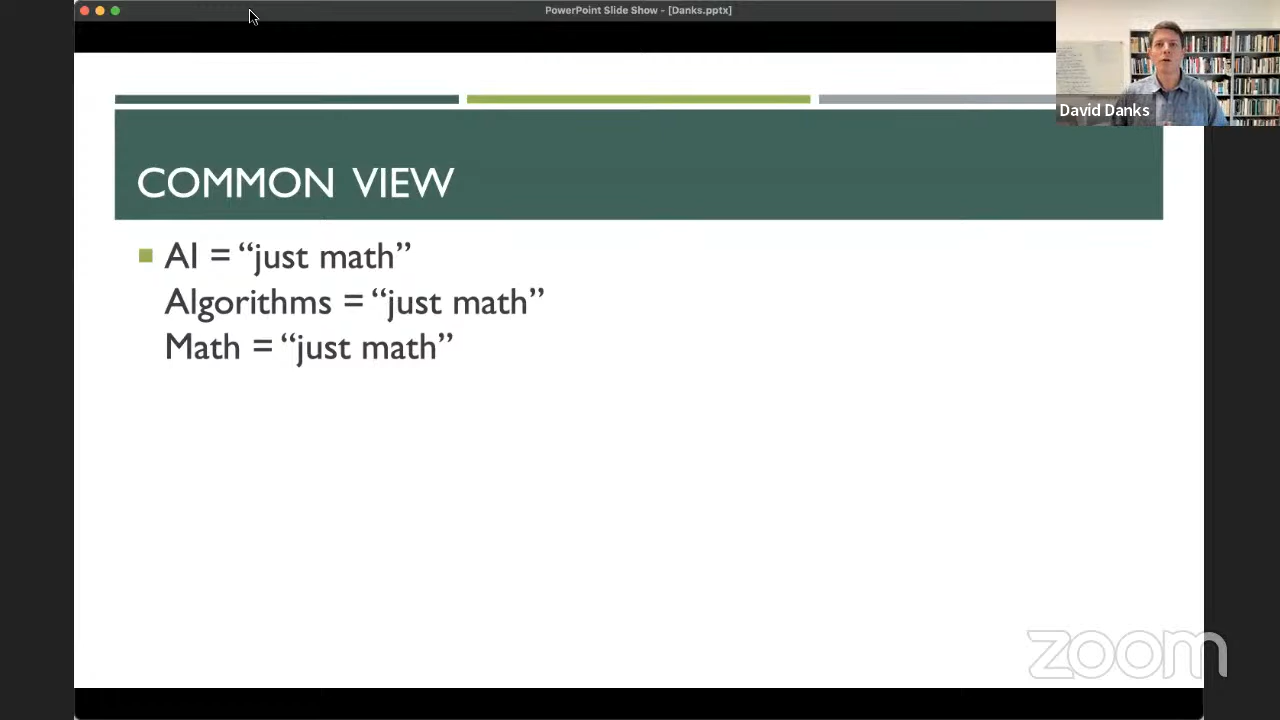 PowerPoint Slide Show - [Danks.pptx]
David Danks
COMMON VIEW
AI = “just math”
Algorithms = “just math”
Math = “just math”
zoom